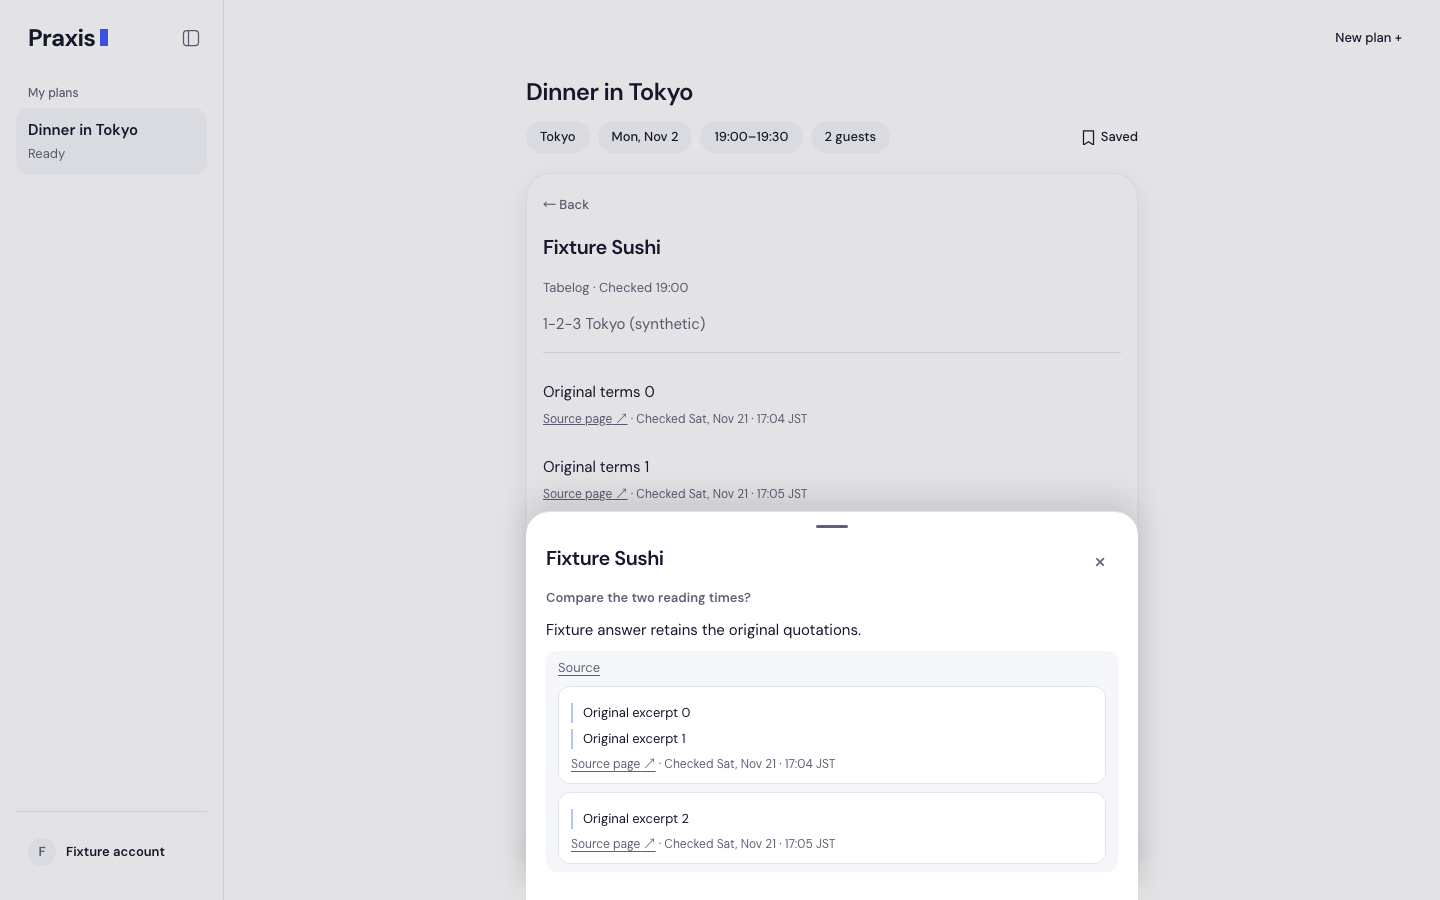 Praxis
New plan +
My plans
Dinner in Tokyo
Ready
Dinner in Tokyo
Tokyo
Mon, Nov 2
19:00–19:30
2 guests
Saved
← Back
Fixture Sushi
Tabelog · Checked 19:00
1-2-3 Tokyo (synthetic)
Original terms 0
Source page ↗ · Checked Sat, Nov 21 · 17:04 JST
Original terms 1
Source page ↗ · Checked Sat, Nov 21 · 17:05 JST
Fixture Sushi
×
Compare the two reading times?
Fixture answer retains the original quotations.
Source
Original excerpt 0
Original excerpt 1
Source page ↗ · Checked Sat, Nov 21 · 17:04 JST
Original excerpt 2
Source page ↗ · Checked Sat, Nov 21 · 17:05 JST
F
Fixture account